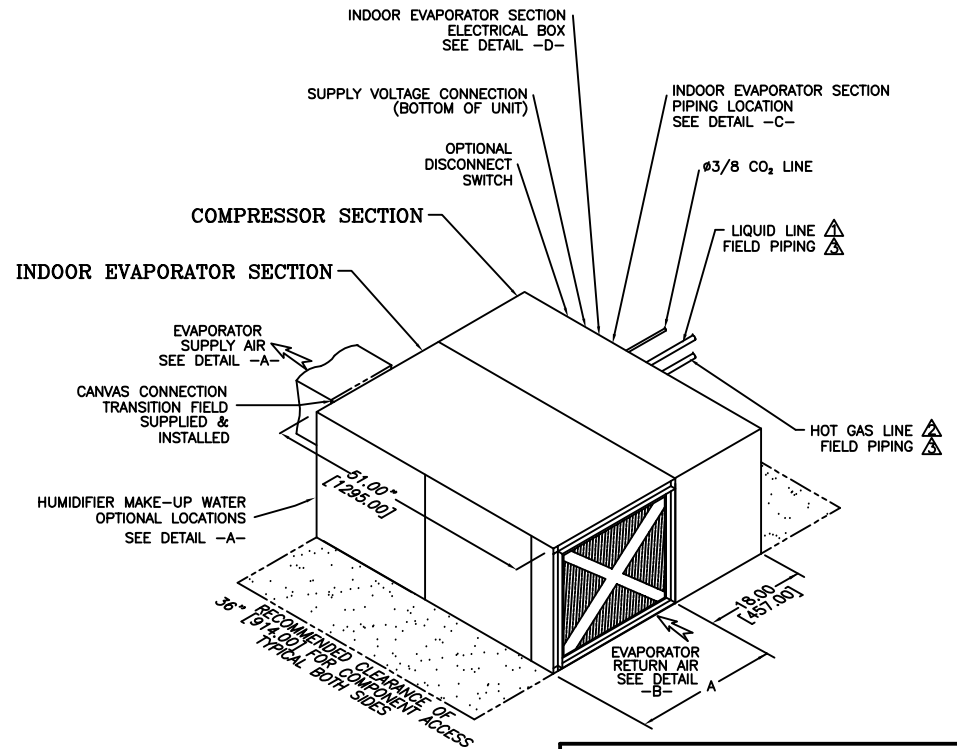 INDOOR EVAPORATOR SECTION
ELECTRICAL BOX
SEE DETAIL -D-
SUPPLY VOLTAGE CONNECTION
(BOTTOM OF UNIT)
INDOOR EVAPORATOR SECTION
PIPING LOCATION
SEE DETAIL -C-
OPTIONAL
DISCONNECT
SWITCH
ø3/8 CO₂ LINE
COMPRESSOR SECTION
LIQUID LINE 1
FIELD PIPING 3
INDOOR EVAPORATOR SECTION
EVAPORATOR
SUPPLY AIR
SEE DETAIL -A-
CANVAS CONNECTION
TRANSITION FIELD
SUPPLIED &
INSTALLED
HOT GAS LINE 2
FIELD PIPING 3
51.00"
[1295.00]
HUMIDIFIER MAKE-UP WATER
OPTIONAL LOCATIONS
SEE DETAIL -A-
18.00
[457.00]
36" RECOMMENDED CLEARANCE OF
[914.00] FOR COMPONENT ACCESS
TYPICAL BOTH SIDES
EVAPORATOR
RETURN AIR
SEE DETAIL
-B-
A